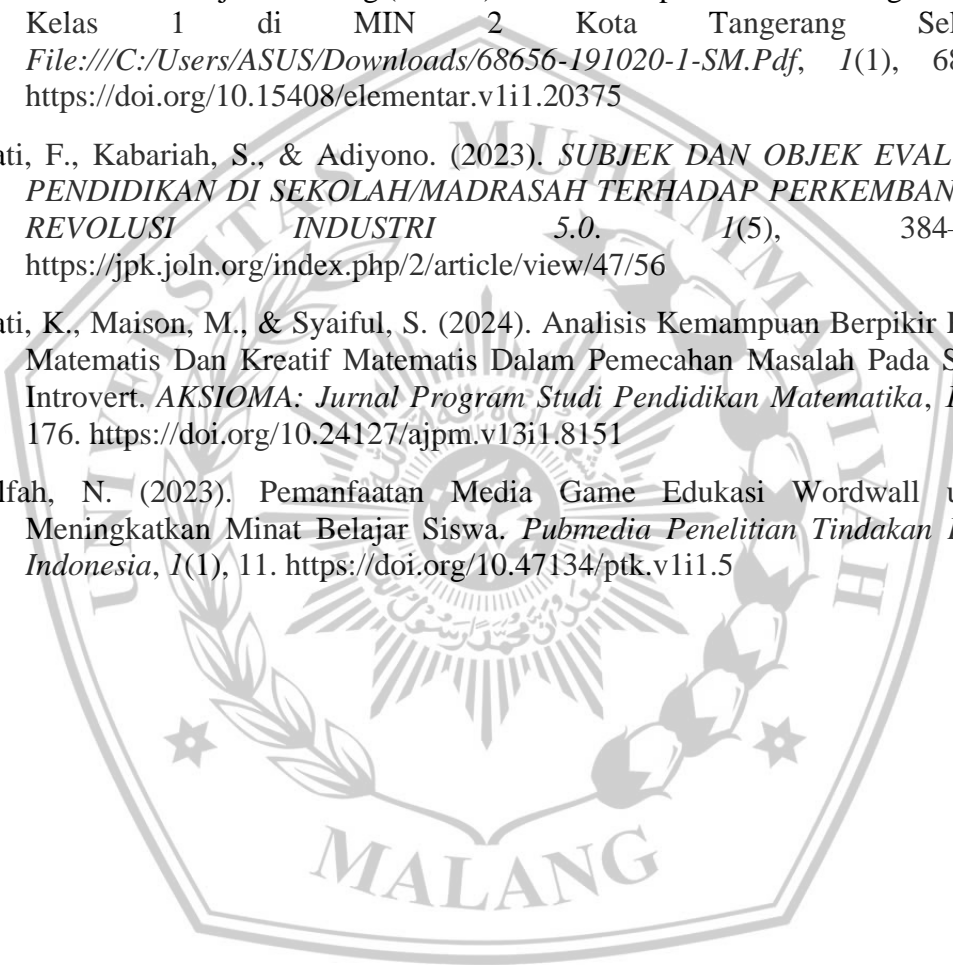 Kelas 1 di MIN 2 Kota Tangerang Sel
File:///C:/Users/ASUS/Downloads/68656-191020-1-SM.Pdf, 1(1), 68
https://doi.org/10.15408/elementar.v1i1.20375
ati, F., Kabariah, S., & Adiyono. (2023). SUBJEK DAN OBJEK EVAL
PENDIDIKAN DI SEKOLAH/MADRASAH TERHADAP PERKEMBAN
REVOLUSI INDUSTRI 5.0. 1(5), 384–
https://jpk.joln.org/index.php/2/article/view/47/56
ati, K., Maison, M., & Syaiful, S. (2024). Analisis Kemampuan Berpikir
Matematis Dan Kreatif Matematis Dalam Pemecahan Masalah Pada S
Introvert. AKSIOMA: Jurnal Program Studi Pendidikan Matematika,
176. https://doi.org/10.24127/ajpm.v13i1.8151
lfah, N. (2023). Pemanfaatan Media Game Edukasi Wordwall u
Meningkatkan Minat Belajar Siswa. Pubmedia Penelitian Tindakan
Indonesia, 1(1), 11. https://doi.org/10.47134/ptk.v1i1.5
UNIVERSITAS MUHAMMADIYAH
MALANG